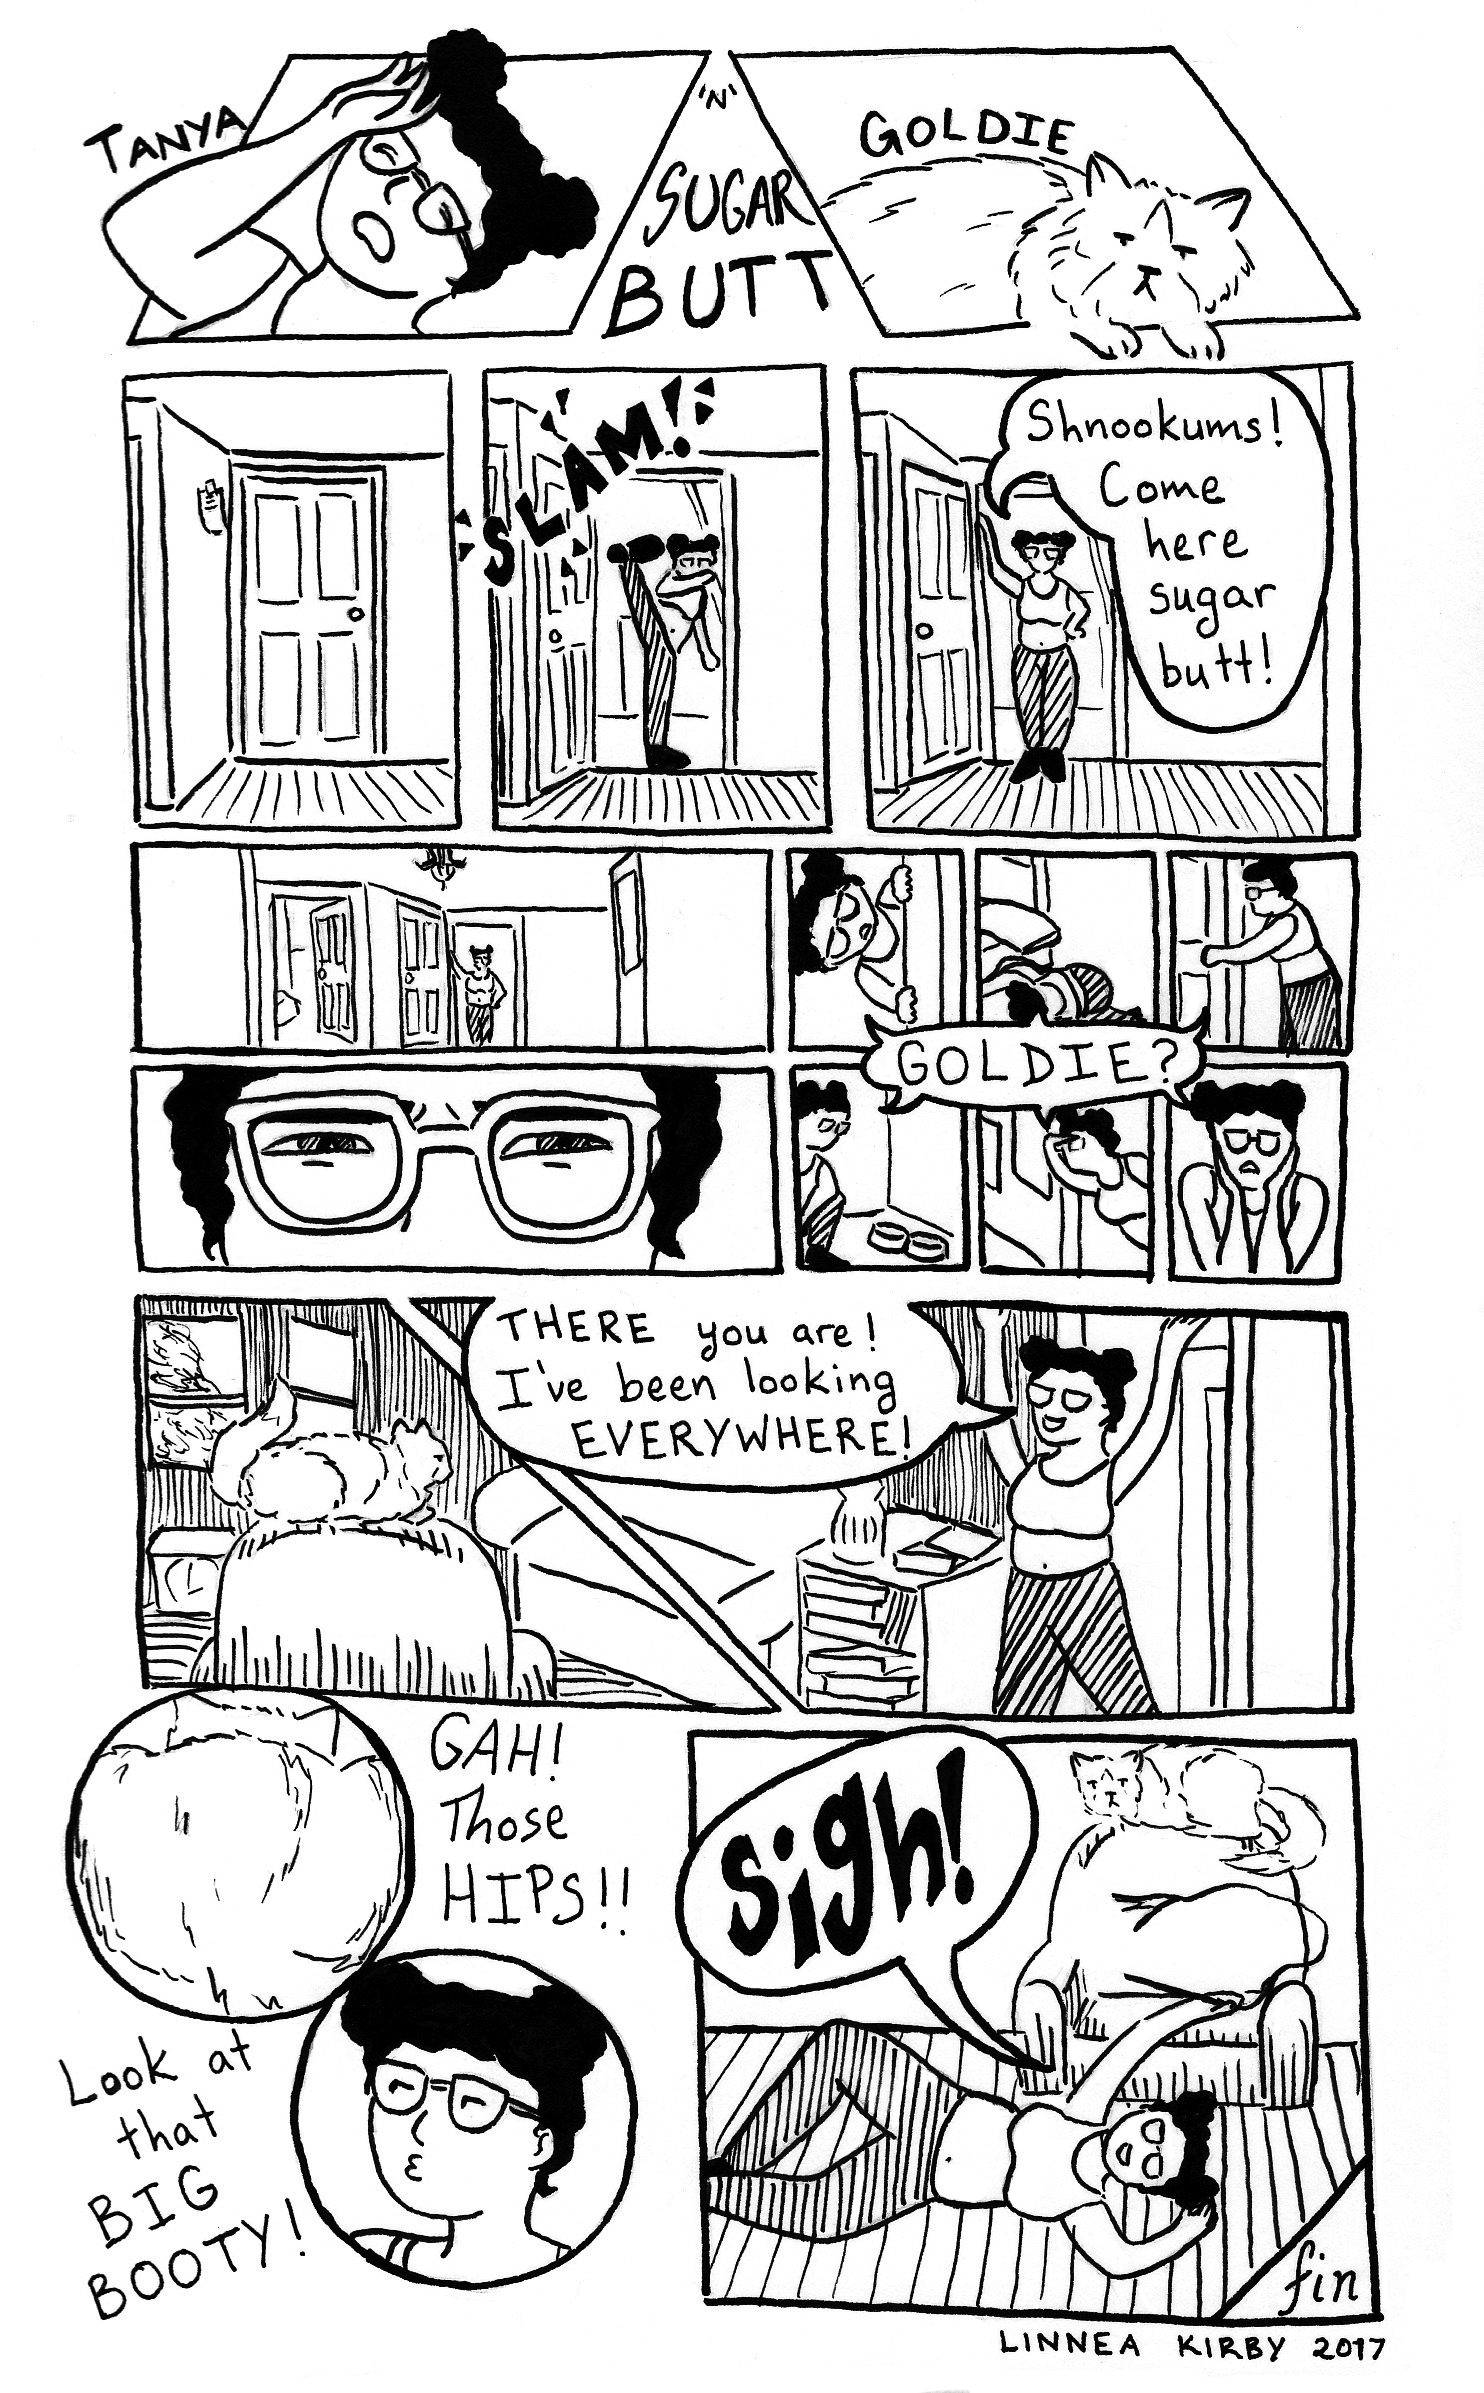 TANYA
'N'
GOLDIE
SUGAR
BUTT
SLAM!
Shnookums!
Come
here
sugar
butt!
GOLDIE?
THERE you are!
I've been looking
EVERYWHERE!
GAH!
Those
HIPS!!
Look at
that
BIG
BOOTY!
sigh!
fin
LINNEA KIRBY 2017